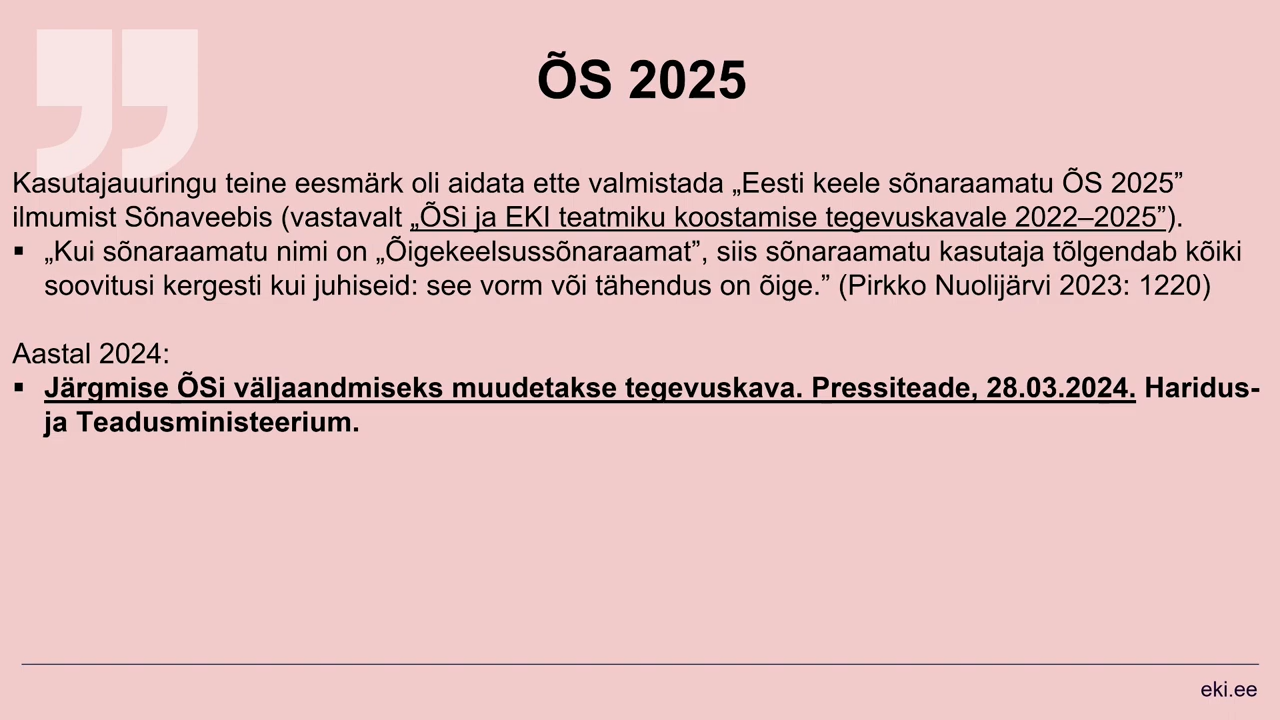 ÕS 2025
Kasutajauuringu teine eesmärk oli aidata ette valmistada „Eesti keele sõnaraamatu ÕS 2025”
ilmumist Sõnaveebis (vastavalt „ÕSi ja EKI teatmiku koostamise tegevuskavale 2022–2025”).
▪ „Kui sõnaraamatu nimi on „Õigekeelsussõnaraamat”, siis sõnaraamatu kasutaja tõlgendab kõiki
soovitusi kergesti kui juhiseid: see vorm või tähendus on õige.” (Pirkko Nuolijärvi 2023: 1220)
Aastal 2024:
▪ Järgmise ÕSi väljaandmiseks muudetakse tegevuskava. Pressiteade, 28.03.2024. Haridus-
ja Teadusministeerium.
eki.ee